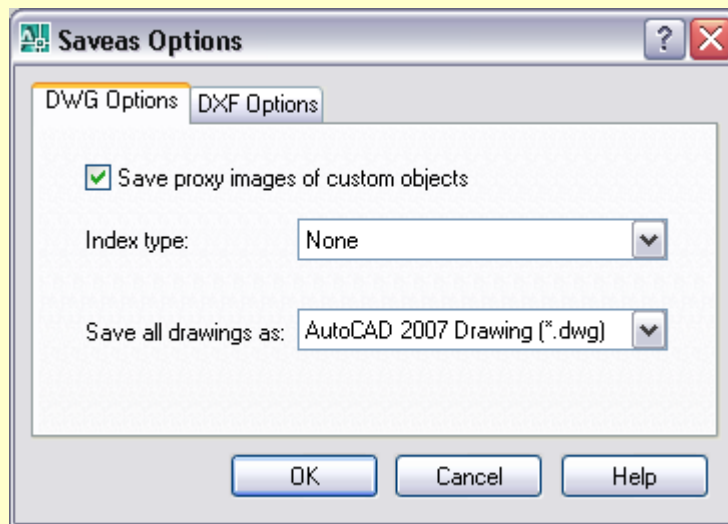 Saveas Options
DWG Options
DXF Options
Save proxy images of custom objects
Index type:
None
Save all drawings as:
AutoCAD 2007 Drawing (*.dwg)
OK
Cancel
Help